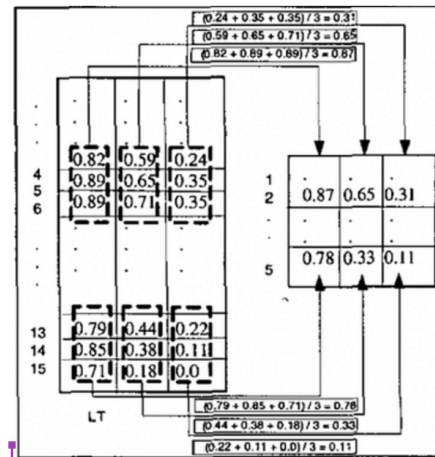 (0.24 + 0.35 + 0.35) / 3 = 0.31
(0.59 + 0.65 + 0.71) / 3 = 0.65
(0.82 + 0.89 + 0.89) / 3 = 0.87
0.82 0.59 0.24
4 0.89 0.65 0.35
5
6 0.89 0.71 0.35
1
2 0.87 0.65 0.31
5 0.78 0.33 0.11
13 0.79 0.44 0.22
14 0.85 0.38 0.11
15 0.71 0.18 0.0
LT
(0.79 + 0.85 + 0.71) / 3 = 0.78
(0.44 + 0.38 + 0.18) / 3 = 0.33
(0.22 + 0.11 + 0.0) / 3 = 0.11